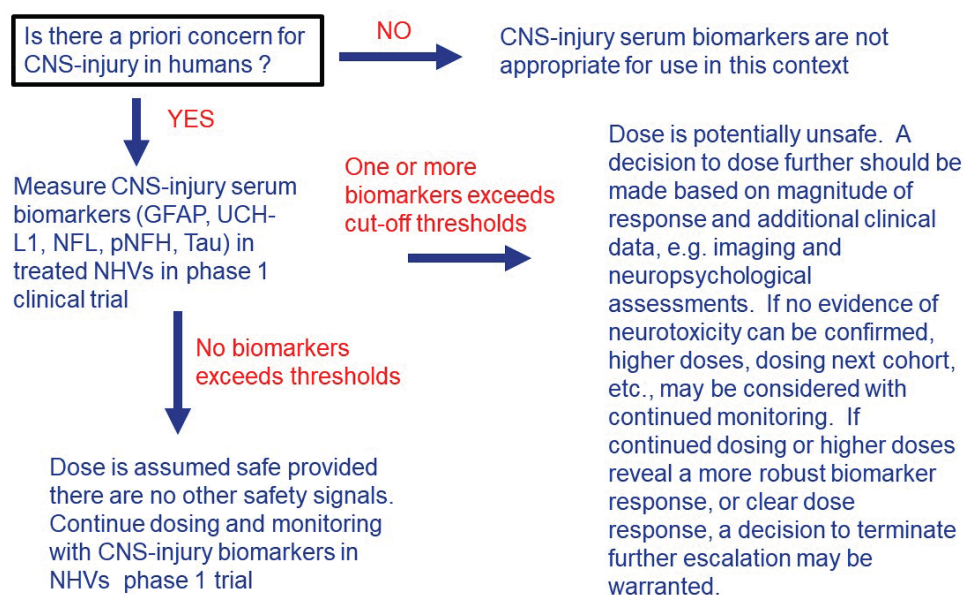 Is there a priori concern for
CNS-injury in humans ?
NO
CNS-injury serum biomarkers are not
appropriate for use in this context
YES
Measure CNS-injury serum
biomarkers (GFAP, UCH-
L1, NFL, pNFH, Tau) in
treated NHVs in phase 1
clinical trial
One or more
biomarkers exceeds
cut-off thresholds
Dose is potentially unsafe.  A
decision to dose further should be
made based on magnitude of
response and additional clinical
data, e.g. imaging and
neuropsychological
assessments.  If no evidence of
neurotoxicity can be confirmed,
higher doses, dosing next cohort,
etc., may be considered with
continued monitoring.  If
continued dosing or higher doses
reveal a more robust biomarker
response, or clear dose
response, a decision to terminate
further escalation may be
warranted.
No biomarkers
exceeds thresholds
Dose is assumed safe provided
there are no other safety signals.
Continue dosing and monitoring
with CNS-injury biomarkers in
NHVs  phase 1 trial